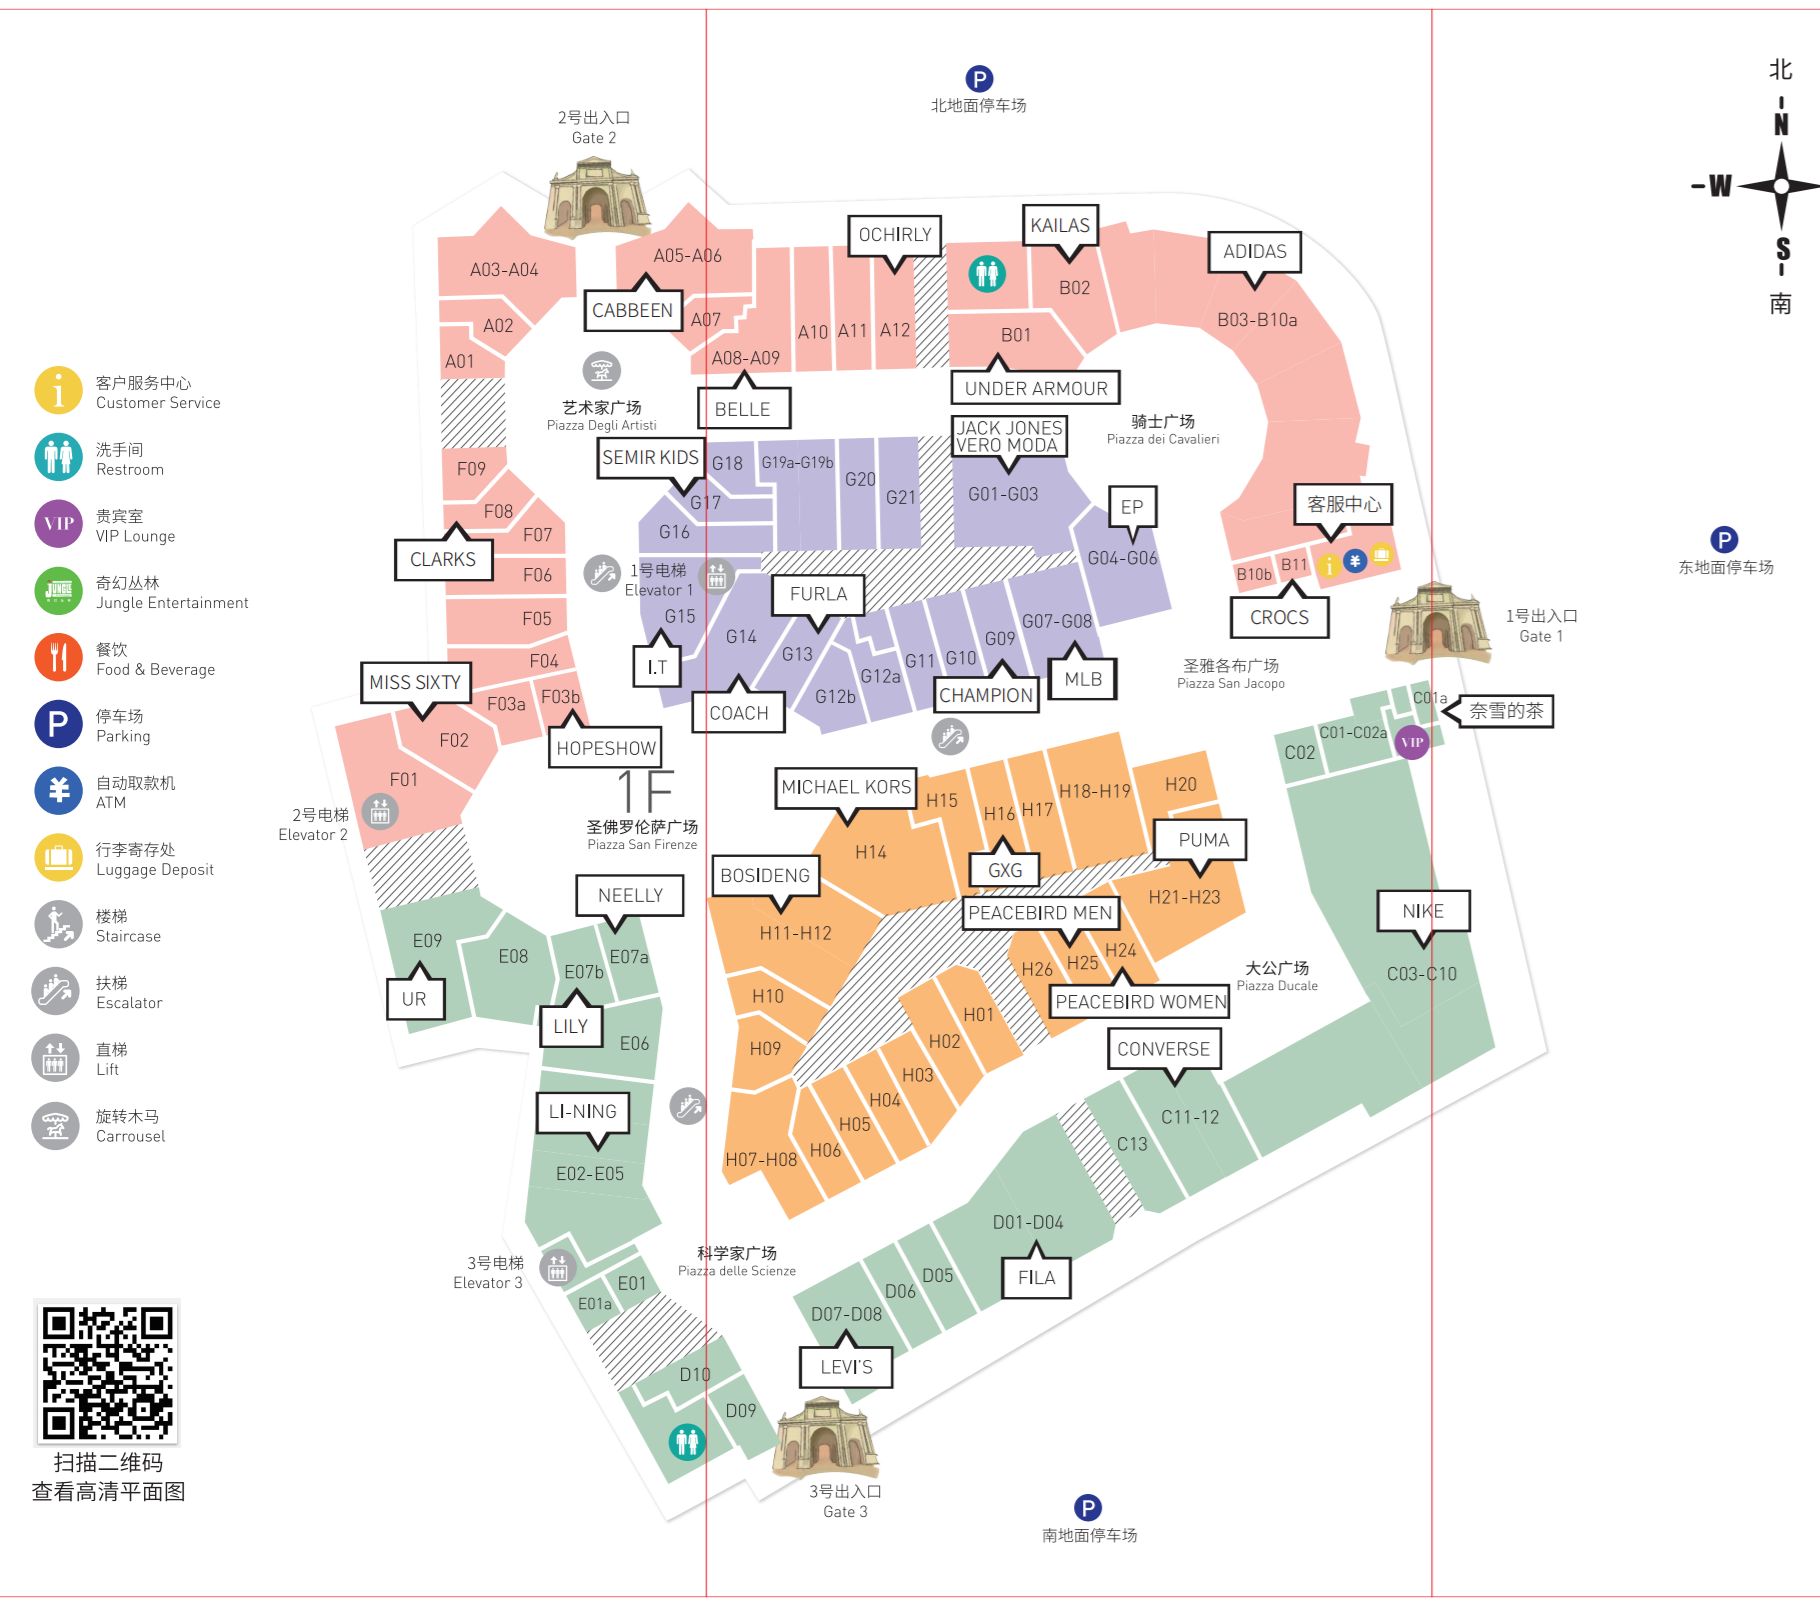 北
N
W
S
南
P
北地面停车场
2号出入口
Gate 2
OCHIRLY
KAILAS
ADIDAS
A03-A04
A05-A06
CABBEEN
A02
A07
A01
A08-A09
A10
A11
A12
B02
B03-B10a
B01
BELLE
UNDER ARMOUR
艺术家广场
Piazza Degli Artisti
骑士广场
Piazza dei Cavalieri
JACK JONES
VERO MODA
SEMIR KIDS
G18
G19a-G19b
G20
G21
G01-G03
G17
G16
EP
G04-G06
客服中心
i
¥
B10b
B11
CROCS
F09
F08
F07
CLARKS
F06
F05
F04
F03a
F03b
MISS SIXTY
F02
F01
HOPESHOW
1号电梯
Elevator 1
FURLA
G15
G14
G13
G12b
G12a
G11
G10
G09
G07-G08
I.T
COACH
CHAMPION
MLB
P
东地面停车场
1号出入口
Gate 1
圣雅各布广场
Piazza San Jacopo
C01a
奈雪的茶
C01-C02a
C02
VIP
1F
圣佛罗伦萨广场
Piazza San Firenze
2号电梯
Elevator 2
MICHAEL KORS
H15
H16
H17
H18-H19
H20
H14
GXG
PUMA
BOSIDENG
H11-H12
H21-H23
PEACEBIRD MEN
H26
H25
H24
PEACEBIRD WOMEN
H10
H09
H01
H02
H03
H04
H05
H06
H07-H08
NEELLY
E09
E08
E07b
E07a
UR
LILY
E06
LI-NING
E02-E05
大公广场
Piazza Ducale
NIKE
C03-C10
CONVERSE
C11-12
C13
3号电梯
Elevator 3
E01
E01a
科学家广场
Piazza delle Scienze
D01-D04
FILA
D05
D06
D07-D08
LEVI'S
D10
D09
3号出入口
Gate 3
P
南地面停车场
i
客户服务中心
Customer Service
洗手间
Restroom
VIP
贵宾室
VIP Lounge
JUNGLE
奇幻丛林
Jungle Entertainment
餐饮
Food & Beverage
P
停车场
Parking
¥
自动取款机
ATM
行李寄存处
Luggage Deposit
楼梯
Staircase
扶梯
Escalator
直梯
Lift
旋转木马
Carrousel
扫描二维码
查看高清平面图